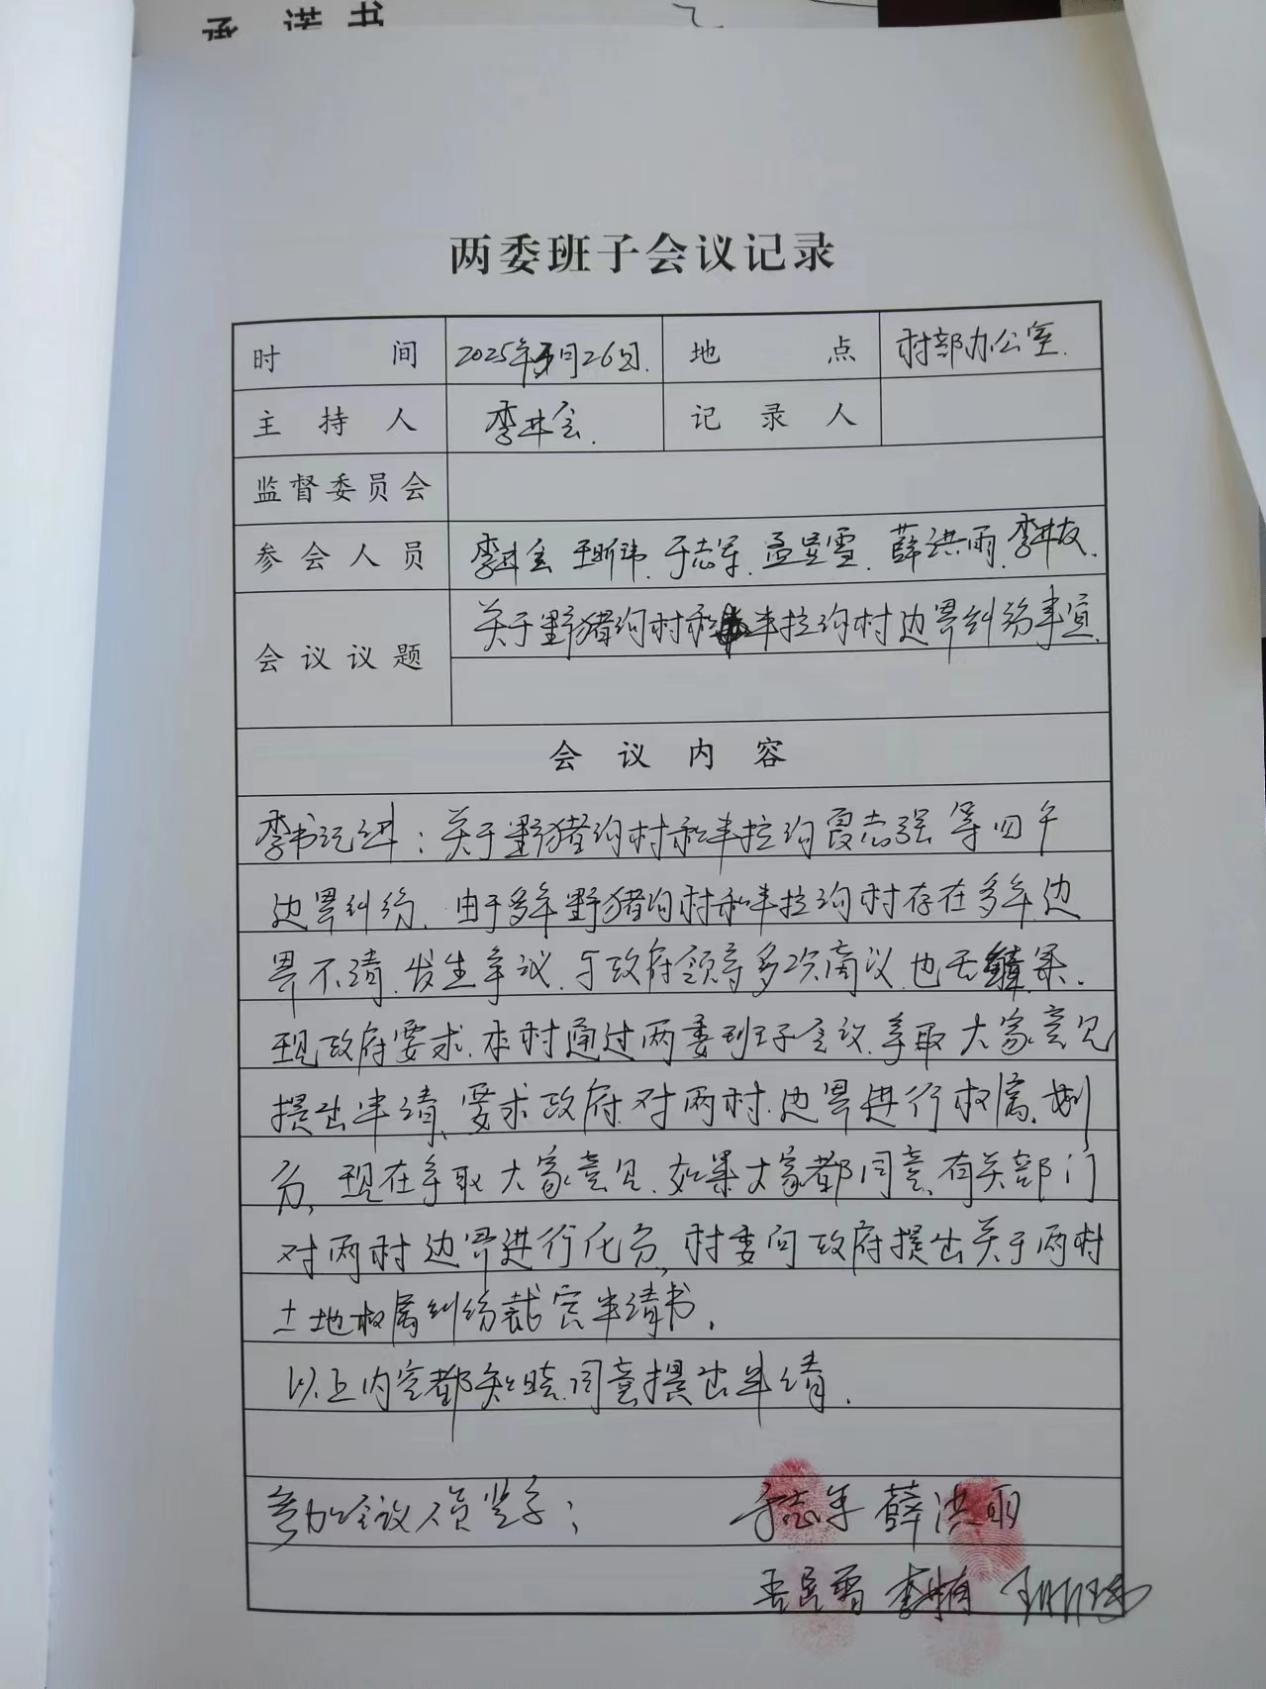 承诺书
两委班子会议记录
时间 2025年月26日. 地点 村部办公室.
主持人 李井会. 记录人
监督委员会
参会人员 李井会 王昕玮. 于志军. 孟昱雪. 薛洪雨. 李井友.
会议议题 关于野猪沟村和丰拉沟村边界纠纷事宜.
会议内容
李书记讲：关于野猪沟村和丰拉沟 志强等四个
边界纠纷. 由于多年野猪沟村和丰拉沟村存在多年边
界不清. 发生争议. 与政府领导多次商议. 也无结果.
现政府要求. 本村通过两委班子会议. 争取大家意见
提出申请、要求政府对两村. 边界进行权属. 划
分, 现在争取大家意见. 如果大家都同意、有关部门
对两村边界进行化分, 村委向政府提出关于两村
土地权属纠纷裁定申请书.
以上内容都知晓. 同意提出申请.
参加会议人员签字； 于志军 薛洪雨
孟昱雪 李井友 王昕玮